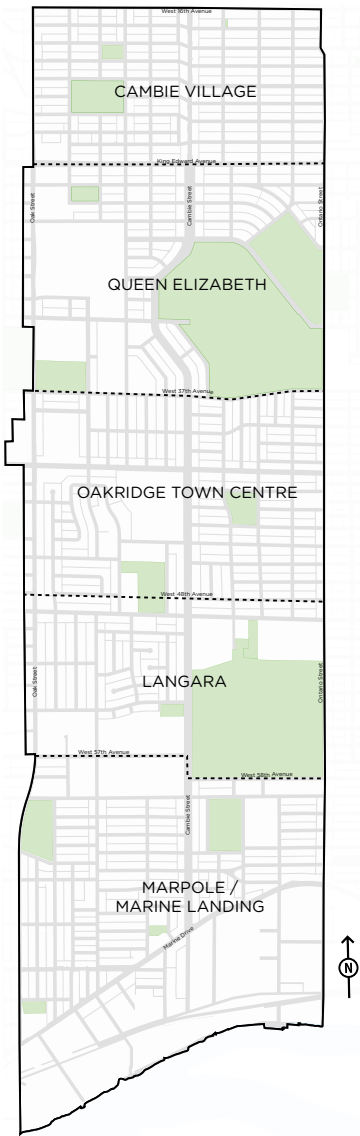 West 16th Avenue
CAMBIE VILLAGE
King Edward Avenue
Oak Street
Cambie Street
Ontario Street
QUEEN ELIZABETH
West 37th Avenue
OAKRIDGE TOWN CENTRE
West 48th Avenue
Oak Street
LANGARA
Ontario Street
West 57th Avenue
West 58th Avenue
Cambie Street
MARPOLE /
MARINE LANDING
Marine Drive
N